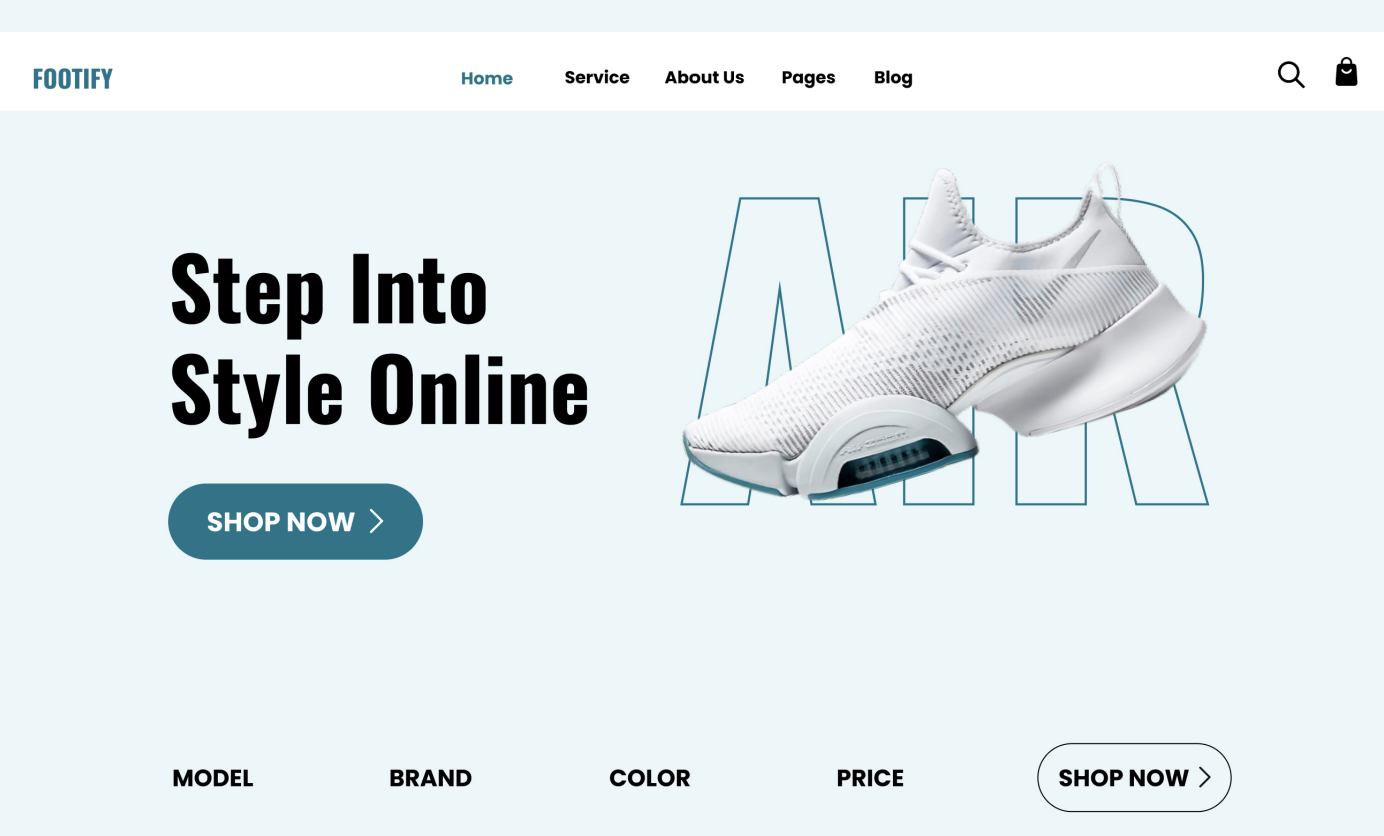 FOOTIFY
Home Service About Us Pages Blog
AIR
Step Into
Style Online
SHOP NOW
MODEL BRAND COLOR PRICE SHOP NOW